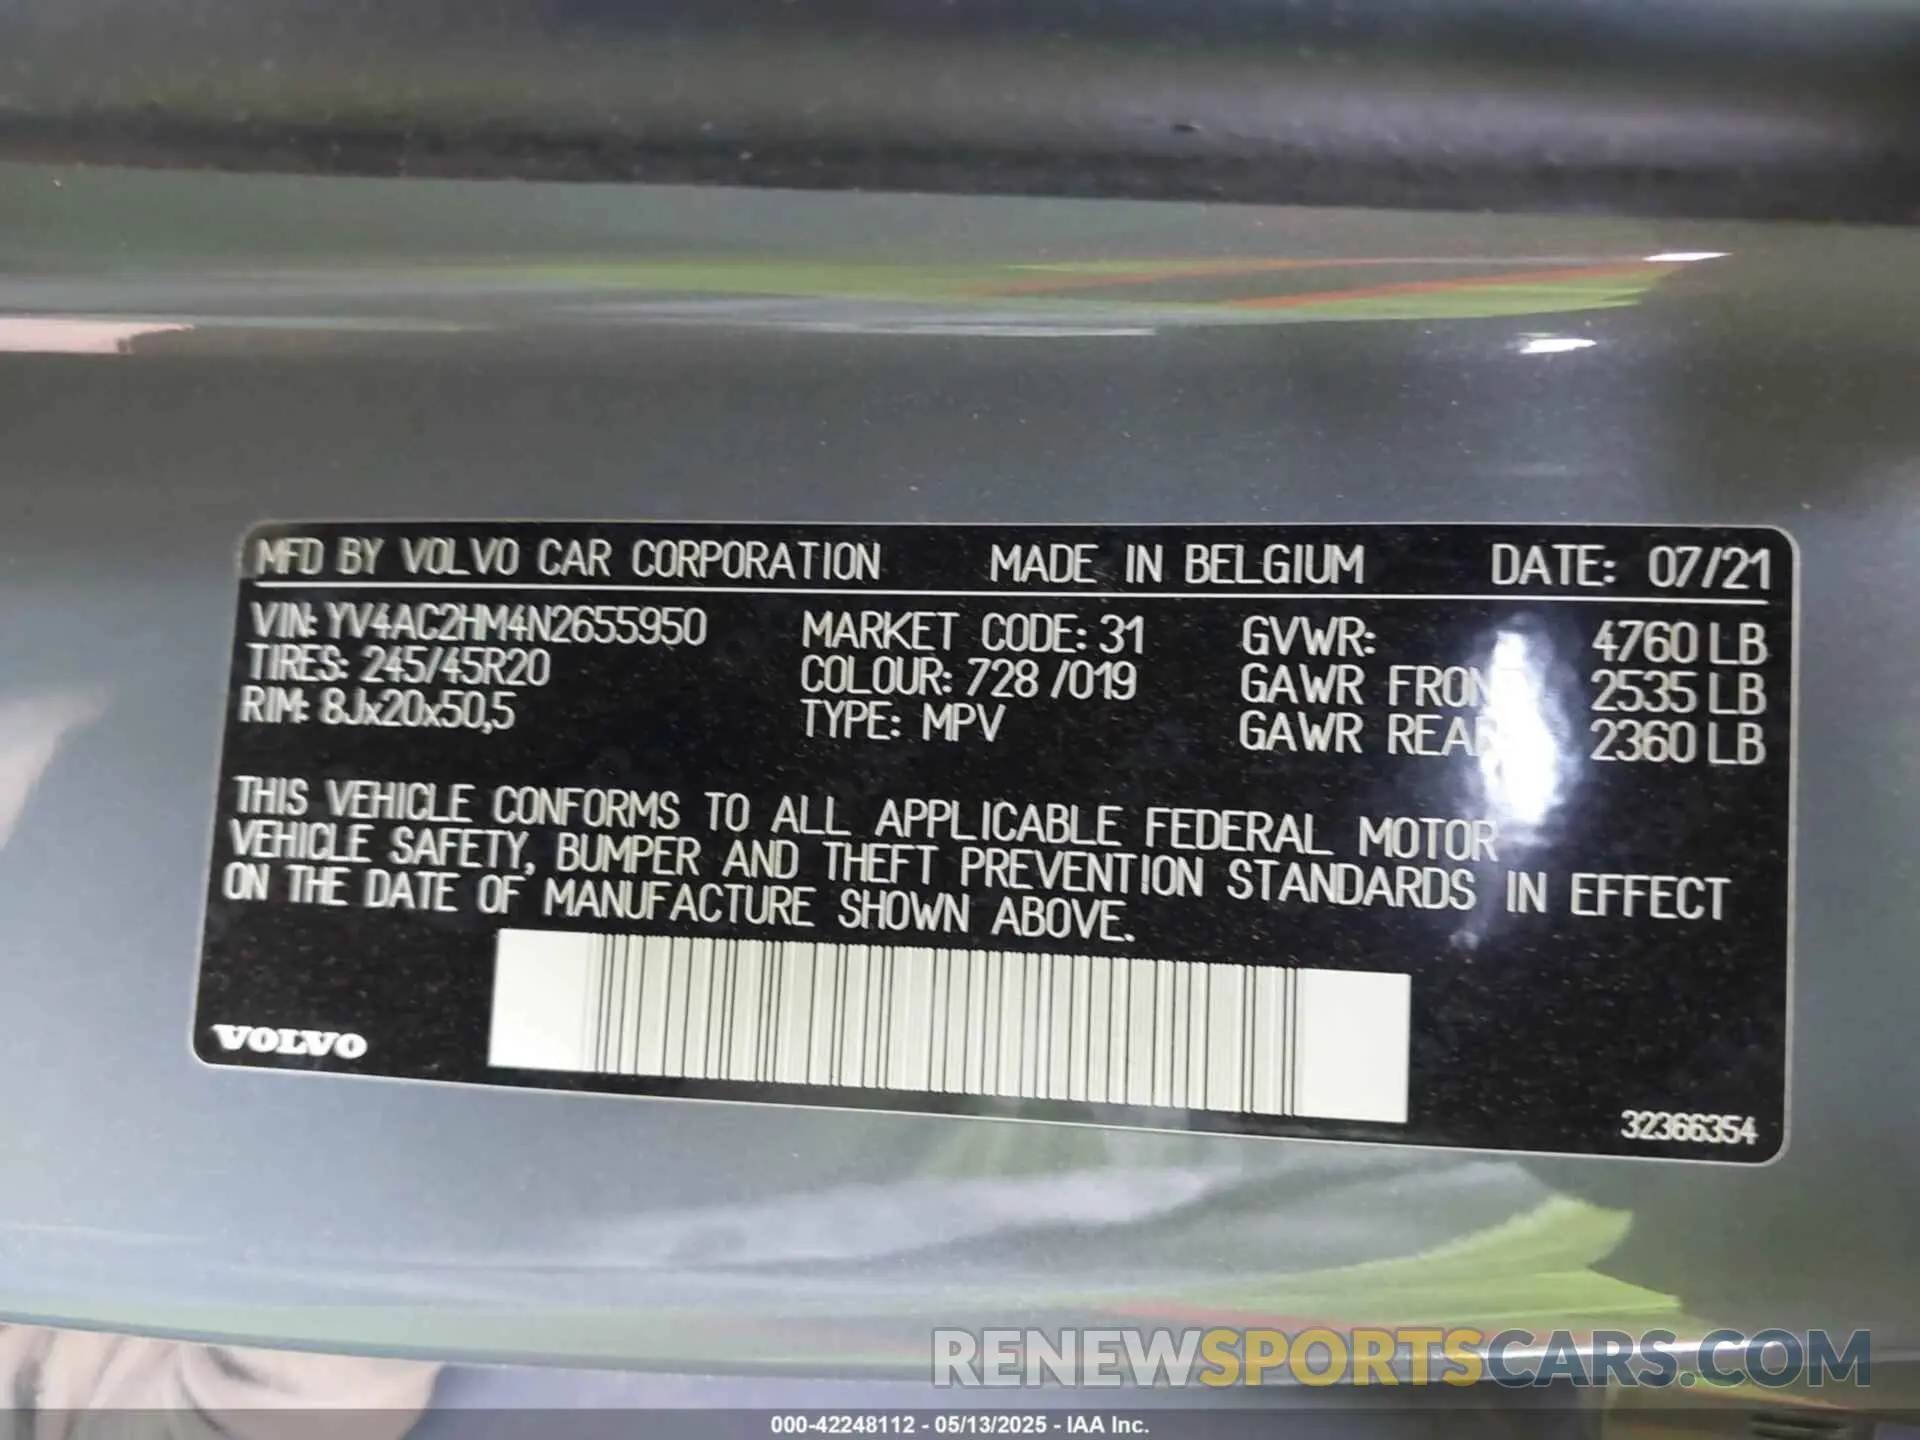 MFD BY VOLVO CAR CORPORATION MADE IN BELGIUM DATE: 07/21
VIN: YV4AC2HM4N2655950 MARKET CODE: 31 GVWR: 4760 LB
TIRES: 245/45R20 COLOUR: 728 /019 GAWR FRONT 2535 LB
RIM: 8Jx20x50,5 TYPE: MPV GAWR REAR 2360 LB
THIS VEHICLE CONFORMS TO ALL APPLICABLE FEDERAL MOTOR
VEHICLE SAFETY, BUMPER AND THEFT PREVENTION STANDARDS IN EFFECT
ON THE DATE OF MANUFACTURE SHOWN ABOVE.
VOLVO
32366354
RENEWSPORTSCARS.COM
000-42248112 - 05/13/2025 - IAA Inc.